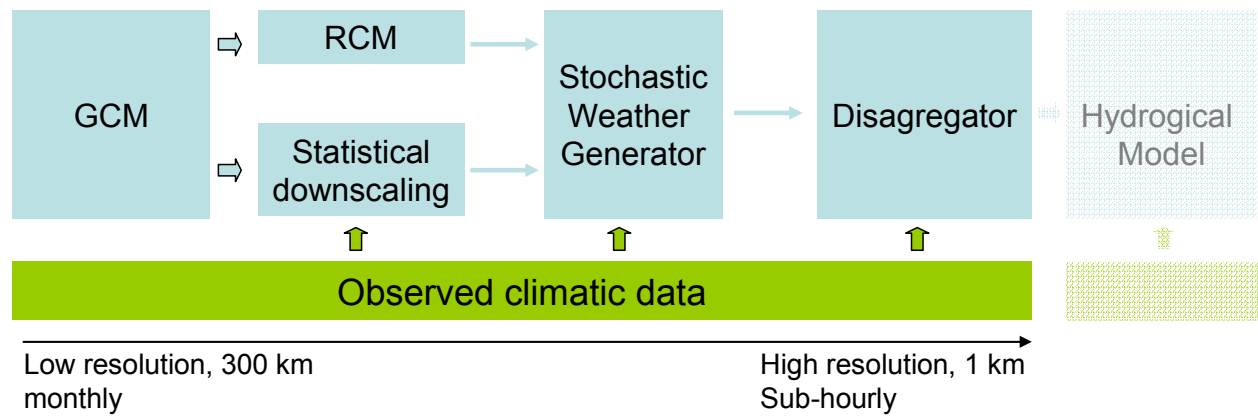 GCM
RCM
Statistical
downscaling
Stochastic
Weather
Generator
Disagregator
Hydrogical
Model
Observed climatic data
Low resolution, 300 km
monthly
High resolution, 1 km
Sub-hourly